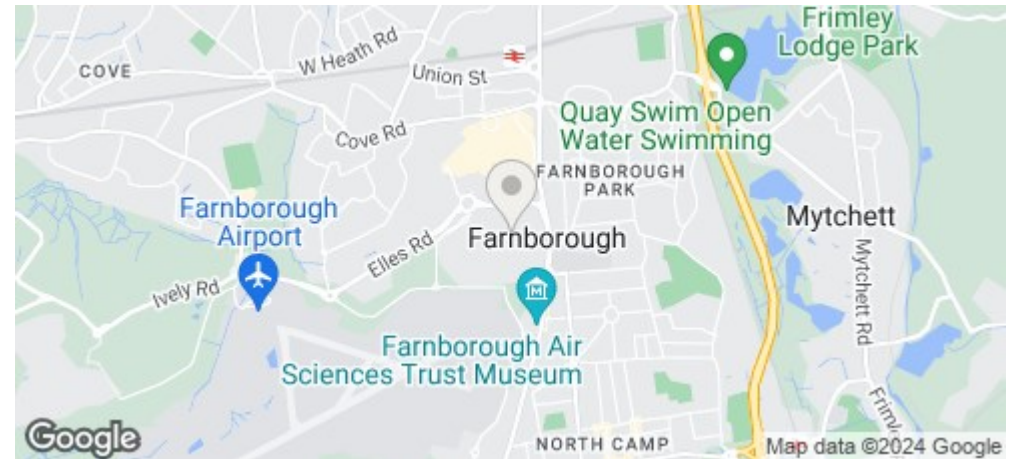 Frimley
Lodge Park
W Heath Rd
COVE
Union St
Quay Swim Open
Water Swimming
Cove Rd
FARNBOROUGH
PARK
Farnborough
Airport
Mytchett
Elles Rd
Farnborough
Ively Rd
Mytchett Rd
M
Farnborough Air
Sciences Trust Museum
NORTH CAMP
Google
Map data ©2024 Google